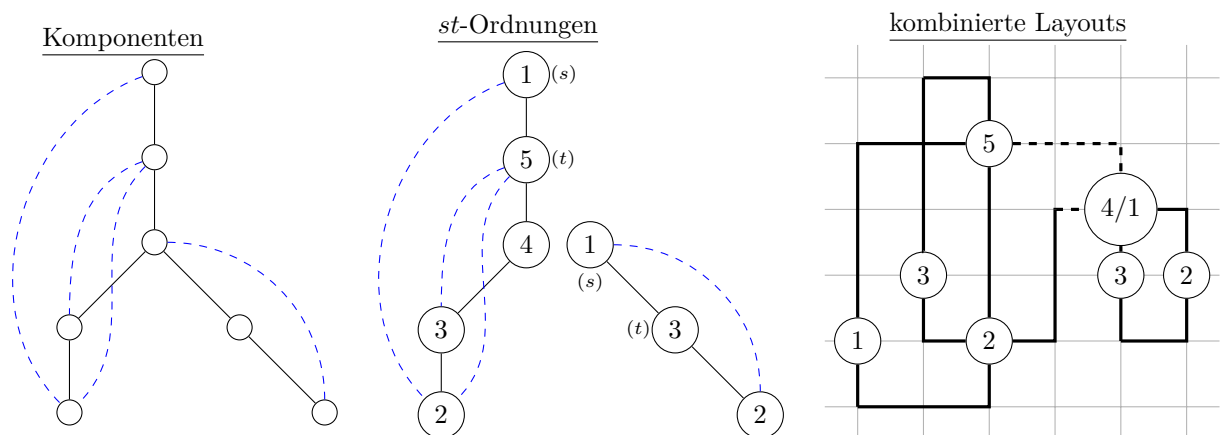 Komponenten
st-Ordnungen
kombinierte Layouts
1 (s)
5 (t)
4
3
2
1
(s)
(t) 3
2
5
4/1
3
3
2
1
2